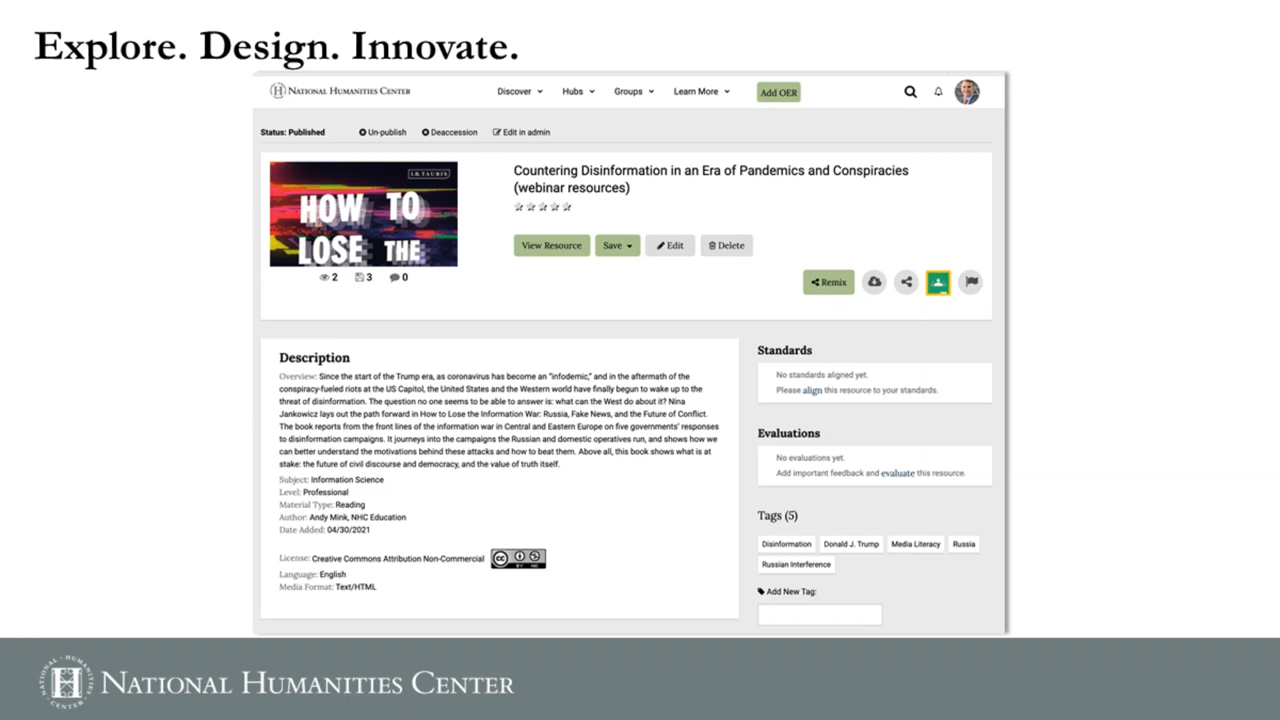 Explore. Design. Innovate.
NATIONAL HUMANITIES CENTER
Discover
Hubs
Groups
Learn More
Add OER
Status: Published
Un-publish
Deaccession
Edit in admin
I.B.TAURIS
HOW TO
LOSE THE
2
3
0
Countering Disinformation in an Era of Pandemics and Conspiracies
(webinar resources)
View Resource
Save
Edit
Delete
Remix
Description
Overview: Since the start of the Trump era, as coronavirus has become an "infodemic," and in the aftermath of the
conspiracy-fueled riots at the US Capitol, the United States and the Western world have finally begun to wake up to the
threat of disinformation. The question no one seems to be able to answer is: what can the West do about it? Nina
Jankowicz lays out the path forward in How to Lose the Information War: Russia, Fake News, and the Future of Conflict.
The book reports from the front lines of the information war in Central and Eastern Europe on five governments' responses
to disinformation campaigns. It journeys into the campaigns the Russian and domestic operatives run, and shows how we
can better understand the motivations behind these attacks and how to beat them. Above all, this book shows what is at
stake: the future of civil discourse and democracy, and the value of truth itself.
Subject: Information Science
Level: Professional
Material Type: Reading
Author: Andy Mink, NHC Education
Date Added: 04/30/2021
License: Creative Commons Attribution Non-Commercial
cc
BY NC
Language: English
Media Format: Text/HTML
Standards
No standards aligned yet.
Please align this resource to your standards.
Evaluations
No evaluations yet.
Add important feedback and evaluate this resource.
Tags (5)
Disinformation
Donald J. Trump
Media Literacy
Russia
Russian Interference
Add New Tag:
NATIONAL HUMANITIES CENTER
H
NATIONAL HUMANITIES CENTER